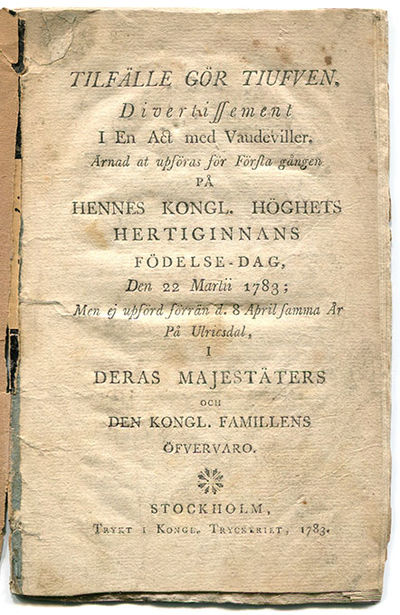 TILFÄLLE GÖR TIUFVEN,
Divertissement
I En Act med Vaudeviller.
Ärnad at upföras för Första gången
PÅ
HENNES KONGL. HÖGHETS
HERTIGINNANS
FÖDELSE-DAG,
Den 22 Martii 1783;
Men ej upförd förrän d. 8 April samma År
På Ulricsdal,
I
DERAS MAJESTÄTERS
OCH
DEN KONGL. FAMILLENS
ÖFVERVARO.
STOCKHOLM,
TRYKT I KONGL. TRYCKERIET, 1783.